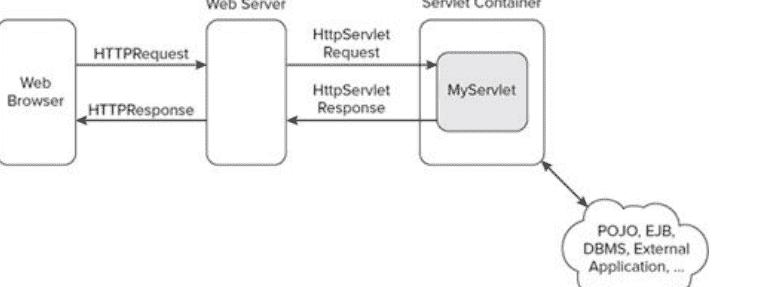 Web Server
Servlet Container
HTTPRequest
HttpServlet
Request
Web
Browser
HTTPResponse
HttpServlet
Response
MyServlet
POJO, EJB,
DBMS, External
Application, ...